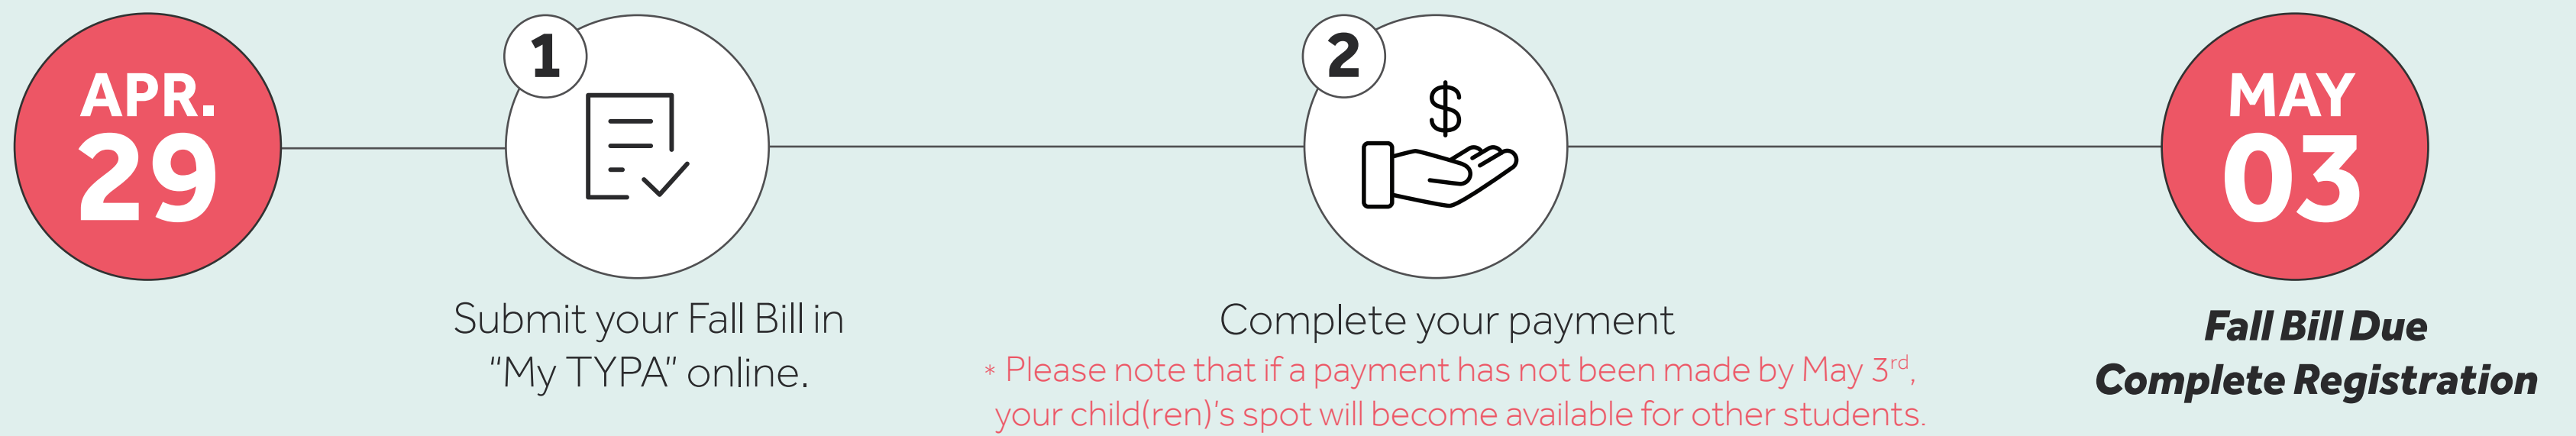 APR.
29
1
Submit your Fall Bill in
"My TYPA" online.
2
$
Complete your payment
* Please note that if a payment has not been made by May 3rd,
your child(ren)'s spot will become available for other students.
MAY
03
Fall Bill Due
Complete Registration